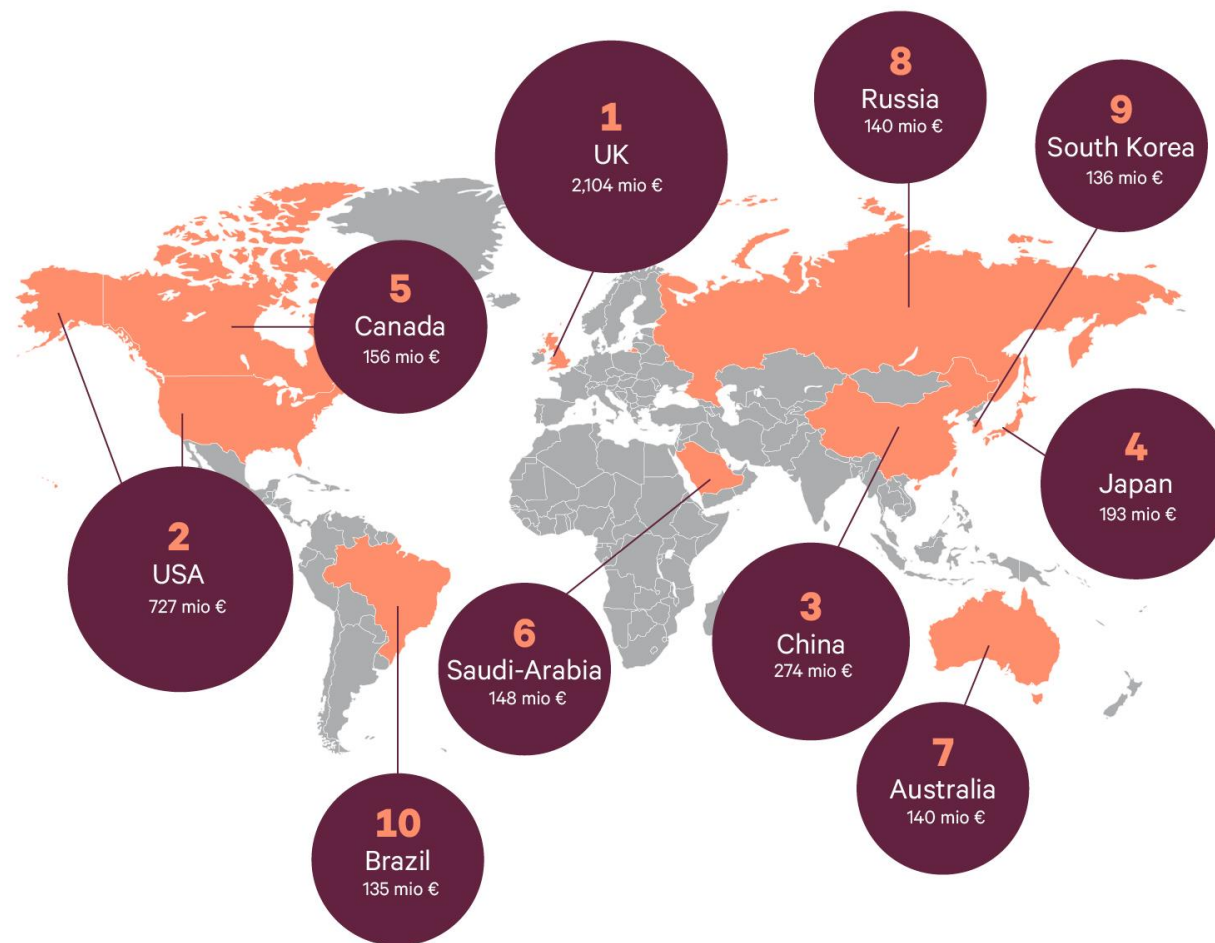 1
UK
2,104 mio €
2
USA
727 mio €
3
China
274 mio €
4
Japan
193 mio €
5
Canada
156 mio €
6
Saudi-Arabia
148 mio €
7
Australia
140 mio €
8
Russia
140 mio €
9
South Korea
136 mio €
10
Brazil
135 mio €